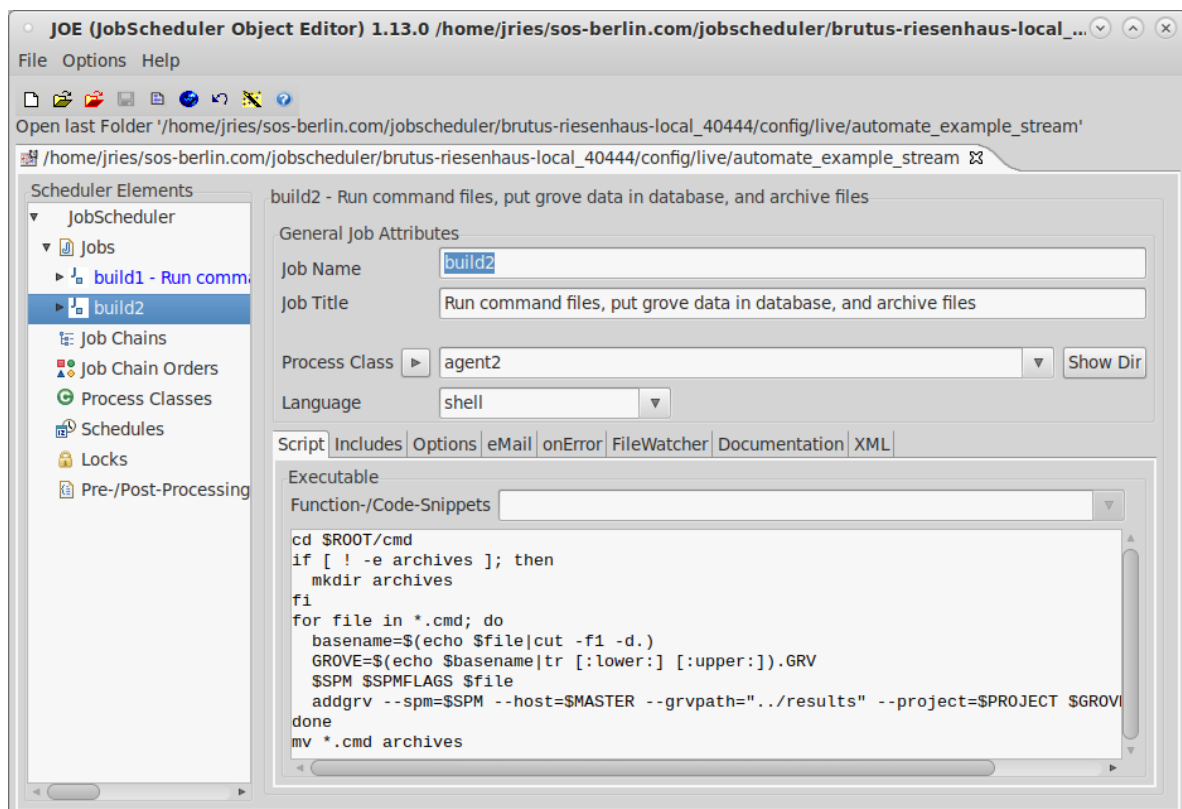 JOE (JobScheduler Object Editor) 1.13.0 /home/jries/sos-berlin.com/jobscheduler/brutus-riesenhaus-local_...
File Options Help
Open last Folder '/home/jries/sos-berlin.com/jobscheduler/brutus-riesenhaus-local_40444/config/live/automate_example_stream'
/home/jries/sos-berlin.com/jobscheduler/brutus-riesenhaus-local_40444/config/live/automate_example_stream
Scheduler Elements
JobScheduler
Jobs
build1 - Run comma
build2
Job Chains
Job Chain Orders
Process Classes
Schedules
Locks
Pre-/Post-Processing
build2 - Run command files, put grove data in database, and archive files
General Job Attributes
Job Name build2
Job Title Run command files, put grove data in database, and archive files
Process Class agent2 Show Dir
Language shell
Script Includes Options eMail onError FileWatcher Documentation XML
Executable
Function-/Code-Snippets
cd $ROOT/cmd
if [ ! -e archives ]; then
  mkdir archives
fi
for file in *.cmd; do
  basename=$(echo $file|cut -f1 -d.)
  GROVE=$(echo $basename|tr [:lower:] [:upper:]).GRV
  $SPM $SPMFLAGS $file
  addgrv --spm=$SPM --host=$MASTER --grvpath="../results" --project=$PROJECT $GROV
done
mv *.cmd archives